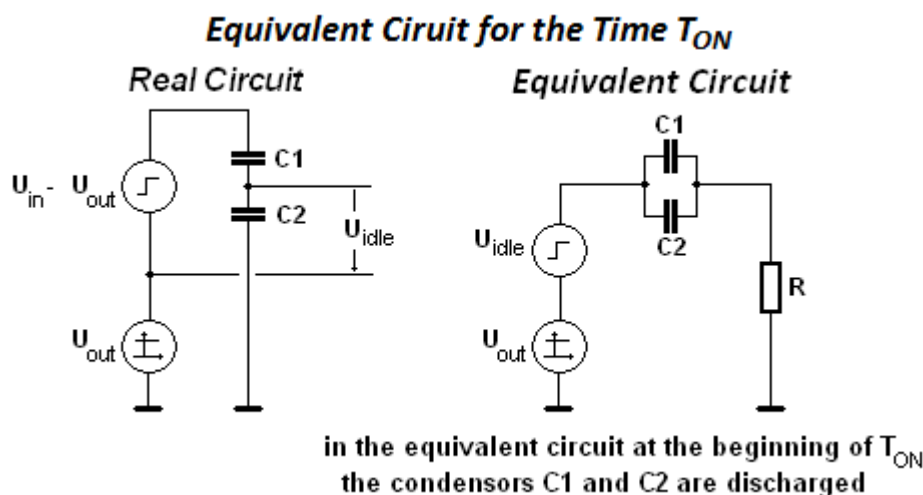 Equivalent Ciruit for the Time TON
Real Circuit
Equivalent Circuit
C1
C2
Uin- Uout
Uidle
Uout
C1
C2
Uidle
R
Uout
in the equivalent circuit at the beginning of TON
the condensors C1 and C2 are discharged